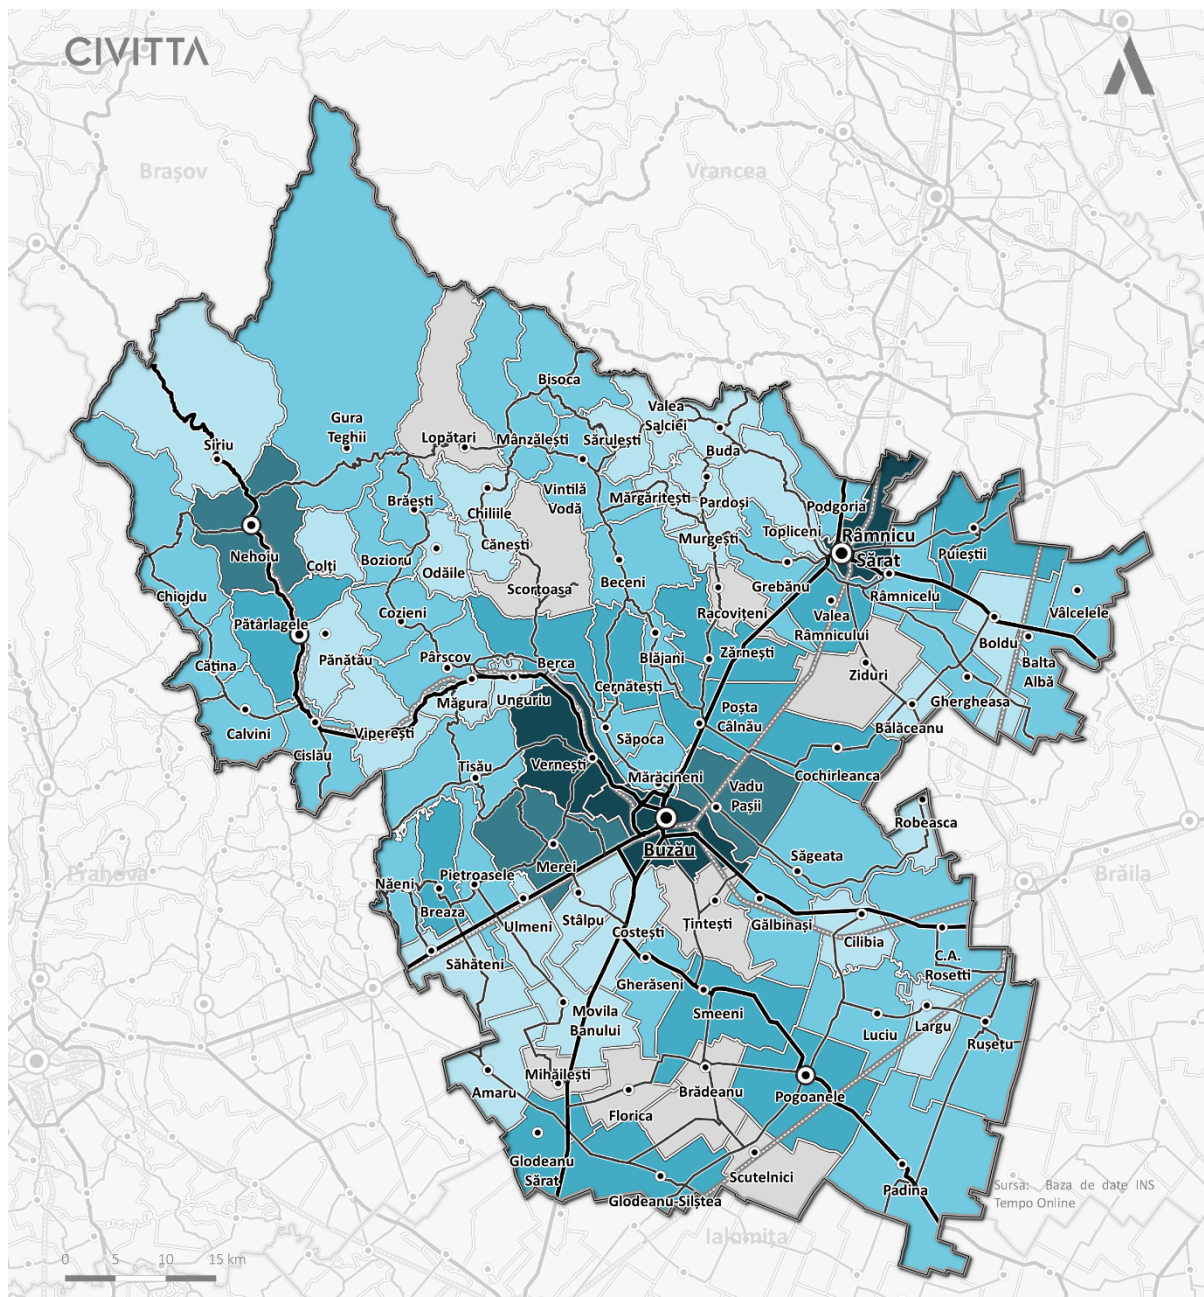 CIVITTA
Brașov
Vrancea
Bisoca
Valea
Salciei
Gura
Teghii
Lopătari
Mânzălești
Sărulești
Siriu
Buda
Vintilă
Vodă
Mărgăritești
Pardoși
Podgoria
Brăești
Chiliile
Topliceni
Râmnicu
Sărat
Murgești
Cănești
Puieștii
Nehoiu
Colți
Bozioru
Odăile
Scorțoasa
Beceni
Grebănu
Râmnicelu
Chiojdu
Cozieni
Racovițeni
Valea
Râmnicului
Vâlcelele
Pătârlagele
Boldu
Balta
Albă
Cătina
Pănătău
Pârscov
Berca
Blăjani
Zărnești
Ziduri
Măgura
Unguriu
Cernătești
Ghergheasa
Calvini
Viperești
Poșta
Câlnău
Săpoca
Bălăceanu
Cislău
Tisău
Vernești
Mărăcineni
Vadu
Pașii
Cochirleanca
Robeasca
Buzău
Săgeata
Prahova
Brăila
Năeni
Pietroasele
Merei
Breaza
Ulmeni
Stâlpu
Costești
Țintești
Gălbinași
Cilibia
C.A.
Rosetti
Săhăteni
Gherăseni
Movila
Banului
Smeeni
Luciu
Largu
Rușețu
Mihăilești
Amaru
Florica
Brădeanu
Pogoanele
Glodeanu
Sărat
Scutelnici
Padina
Glodeanu-Siliștea
Sursa: Baza de date INS
Tempo Online
Ialomița
0 5 10 15 km